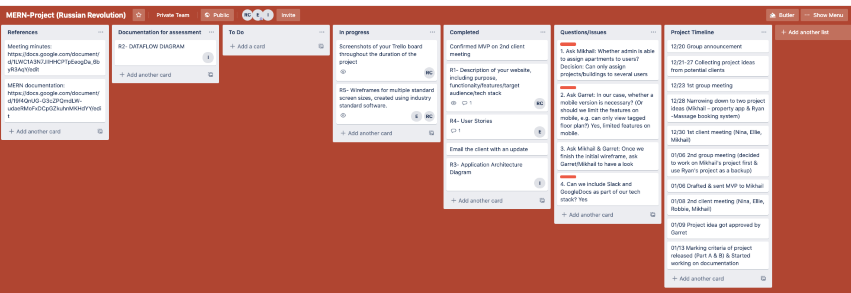 MERN-Project (Russian Revolution)
Private Team
Public
RC
E
I
Invite
Butler
Show Menu
References
Meeting minutes:
https://docs.google.com/document/
MERN documentation:
https://docs.google.com/document/
+ Add another card
Documentation for assessment
R2- DATAFLOW DIAGRAM
I
+ Add another card
To Do
+ Add a card
In progress
Screenshots of your Trello board
throughout the duration of the
project
RC
R5- Wireframes for multiple standard
screen sizes, created using industry
standard software.
E RC
+ Add another card
Completed
Confirmed MVP on 2nd client
meeting
R1- Description of your website,
including purpose,
functionality/features/target
audience/tech stack
1
RC
R4- User Stories
1
E
Email the client with an update
R3- Application Architecture
Diagram
I
+ Add another card
Questions/issues
1. Ask Mikhail: Whether admin is able
to assign apartments to users?
Decision: Can only assign
projects/buildings to several users
2. Ask Garret: In our case, whether a
mobile version is necessary? (Or
should we limit the features on
mobile, e.g. can only view tagged
floor plan?) Yes, limited features on
mobile.
3. Ask Mikhail & Garret: Once we
finish the initial wireframe, ask
Garret/Mikhail to have a look
4. Can we include Slack and
GoogleDocs as part of our tech
stack? Yes
+ Add another card
Project Timeline
12/20 Group announcement
12/21-27 Collecting project ideas
from potential clients
12/23 1st group meeting
12/28 Narrowing down to two project
ideas (Mikhail - property app & Ryan
-Massage booking system)
12/30 1st client meeting (Nina, Ellie,
Mikhail)
01/06 2nd group meeting (decided
to work on Mikhail's project first &
use Ryan's project as a backup)
01/06 Drafted & sent MVP to Mikhail
01/08 2nd client meeting (Nina, Ellie,
Robbie, Mikhail)
01/09 Project idea got approved by
Garret
01/13 Marking criteria of project
released (Part A & B) & Started
working on documentation
+ Add another card
+ Add another list